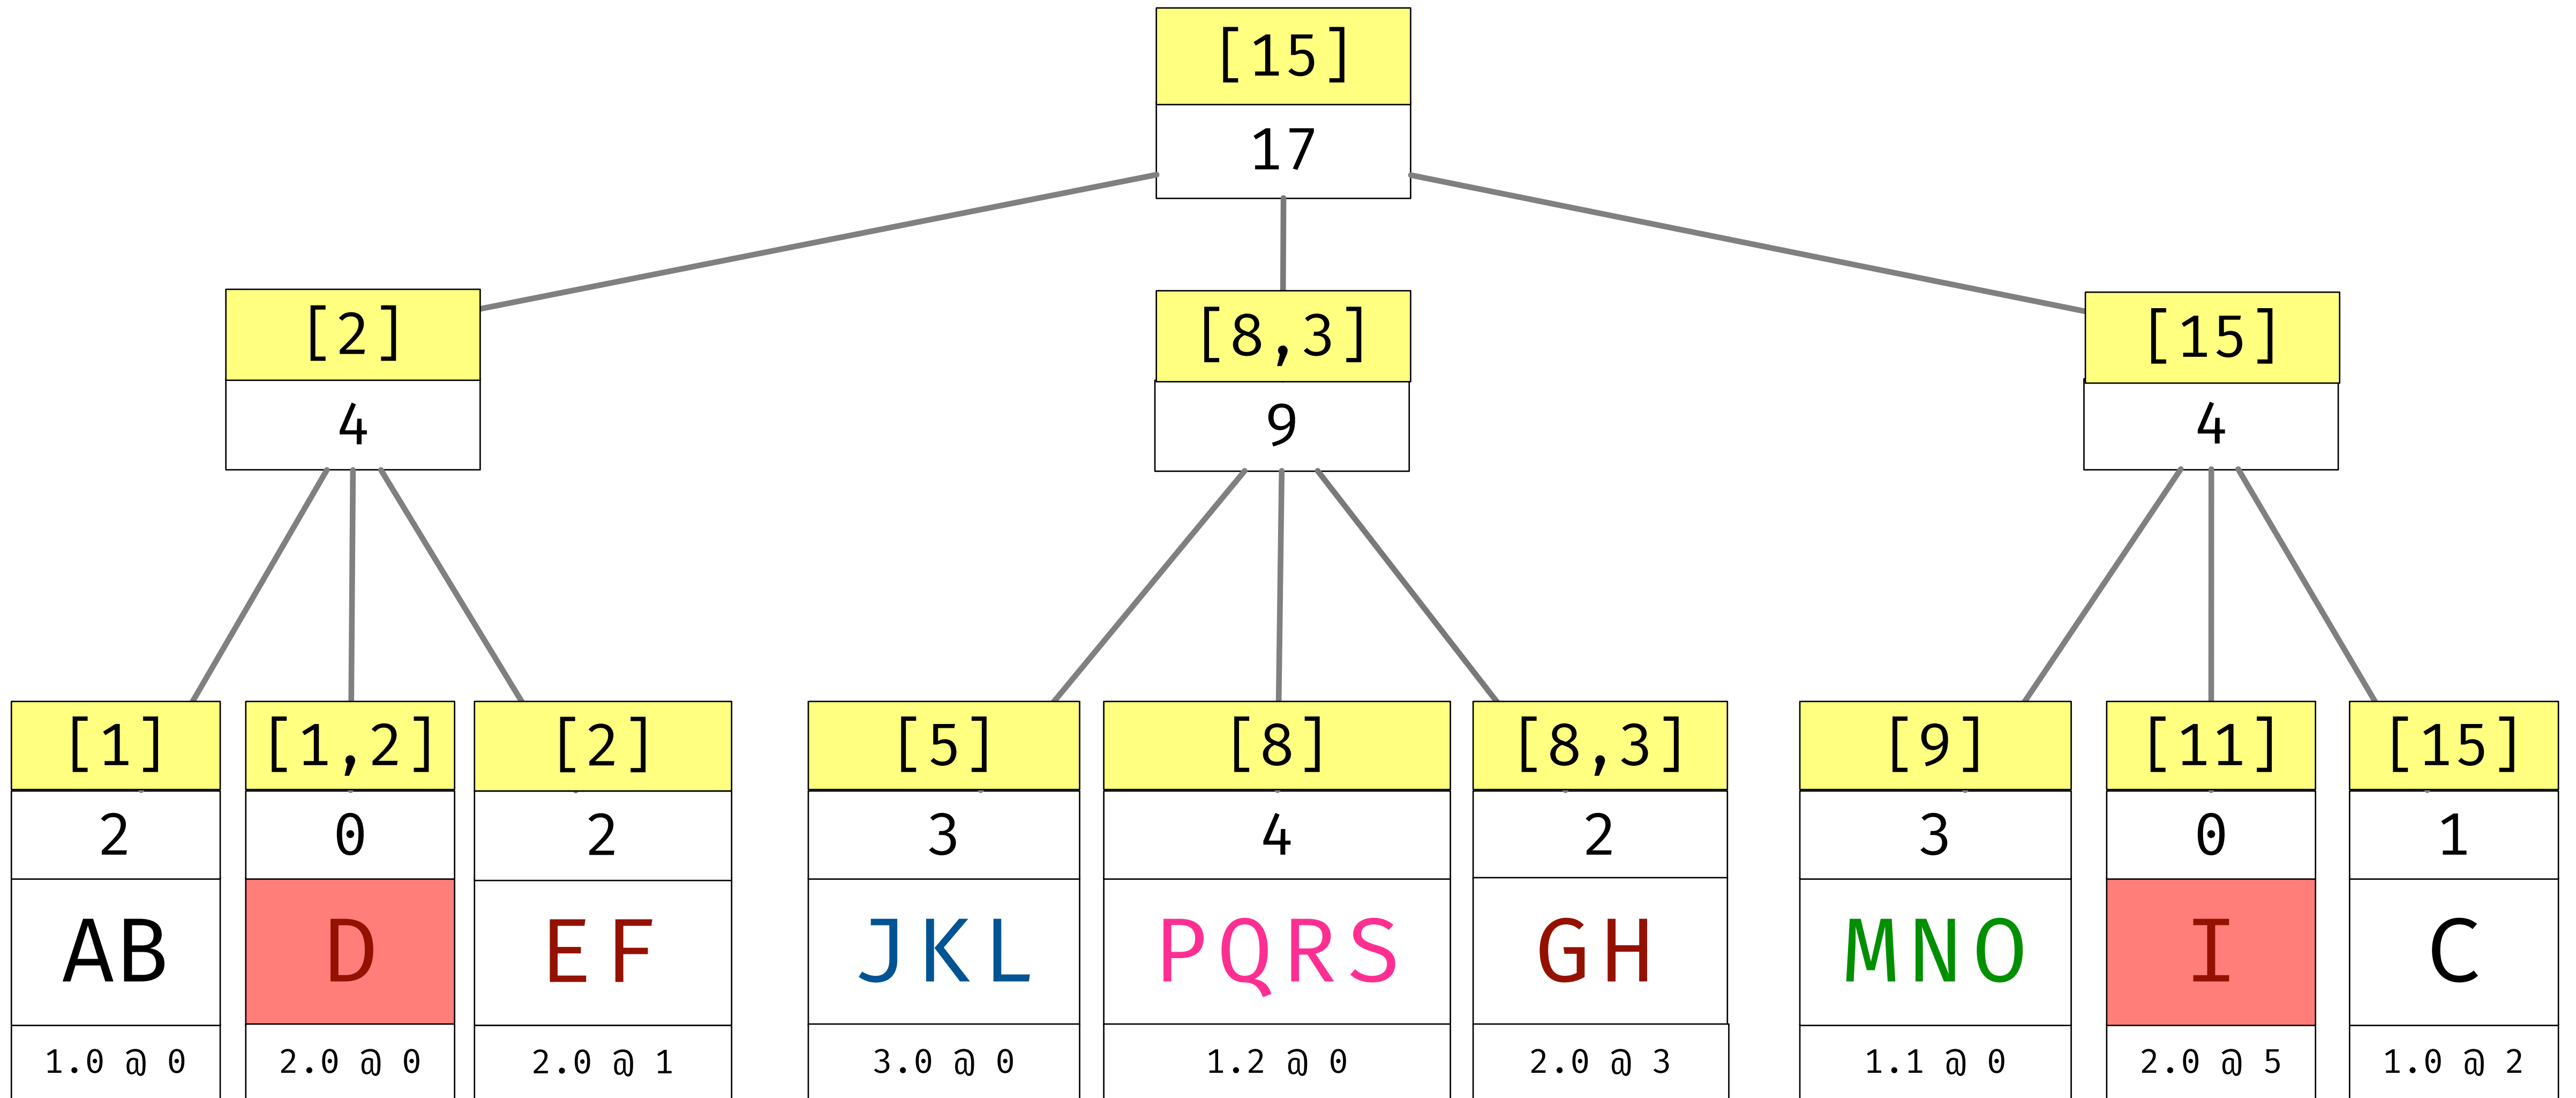 [15]
17
[2] [8,3] [15]
4 9 4
[1] [1,2] [2] [5] [8] [8,3] [9] [11] [15]
2 0 2 3 4 2 3 0 1
AB D EF JKL PQRS GH MNO I C
1.0 @ 0 2.0 @ 0 2.0 @ 1 3.0 @ 0 1.2 @ 0 2.0 @ 3 1.1 @ 0 2.0 @ 5 1.0 @ 2